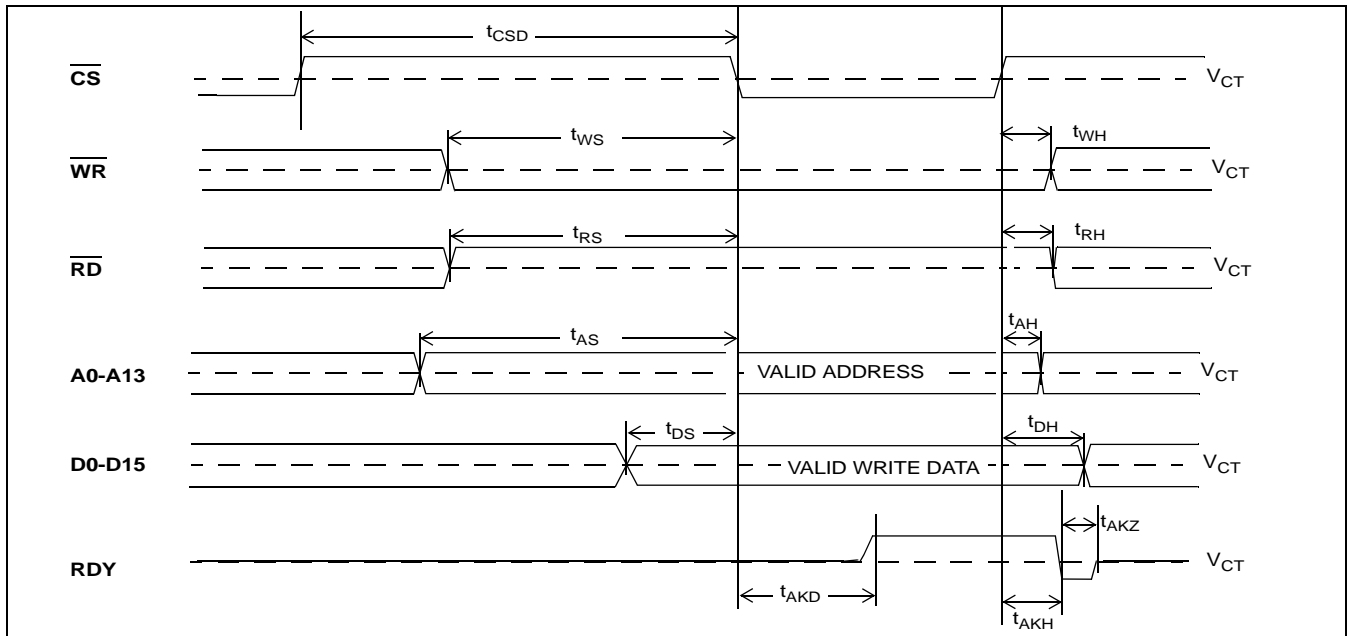 tCSD
CS VCT
tWS tWH
WR VCT
tRS tRH
RD VCT
tAS tAH
A0-A13 VALID ADDRESS VCT
tDS tDH
D0-D15 VALID WRITE DATA VCT
tAKZ
RDY VCT
tAKD tAKH